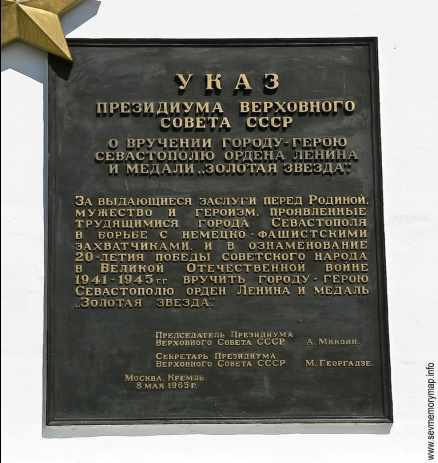 УКАЗ
ПРЕЗИДИУМА ВЕРХОВНОГО
СОВЕТА СССР
О ВРУЧЕНИИ ГОРОДУ-ГЕРОЮ
СЕВАСТОПОЛЮ ОРДЕНА ЛЕНИНА
И МЕДАЛИ „ЗОЛОТАЯ ЗВЕЗДА“.
ЗА ВЫДАЮЩИЕСЯ ЗАСЛУГИ ПЕРЕД РОДИНОЙ,
МУЖЕСТВО И ГЕРОИЗМ, ПРОЯВЛЕННЫЕ
ТРУДЯЩИМИСЯ ГОРОДА СЕВАСТОПОЛЯ
В БОРЬБЕ С НЕМЕЦКО-ФАШИСТСКИМИ
ЗАХВАТЧИКАМИ, И В ОЗНАМЕНОВАНИЕ
20-ЛЕТИЯ ПОБЕДЫ СОВЕТСКОГО НАРОДА
В ВЕЛИКОЙ ОТЕЧЕСТВЕННОЙ ВОЙНЕ
1941-1945 ГГ. ВРУЧИТЬ ГОРОДУ-ГЕРОЮ
СЕВАСТОПОЛЮ ОРДЕН ЛЕНИНА И МЕДАЛЬ
„ЗОЛОТАЯ ЗВЕЗДА“.
ПРЕДСЕДАТЕЛЬ ПРЕЗИДИУМА
ВЕРХОВНОГО СОВЕТА СССР А. МИКОЯН.
СЕКРЕТАРЬ ПРЕЗИДИУМА
ВЕРХОВНОГО СОВЕТА СССР М. ГЕОРГАДЗЕ.
МОСКВА, КРЕМЛЬ.
8 МАЯ 1965 Г.
www.sevmemorymap.info